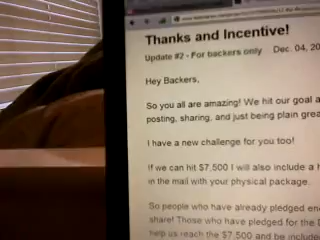 Thanks and Incentive!
Update #2 - For backers only Dec. 04, 20
Hey Backers,
So you all are amazing! We hit our goal a
posting, sharing, and just being plain grea
I have a new challenge for you too!
If we can hit $7,500 I will also include a
in the mail with your physical package.
So people who have already pledged
share! Those who have pledged for the
help us reach the $7,500 and be include